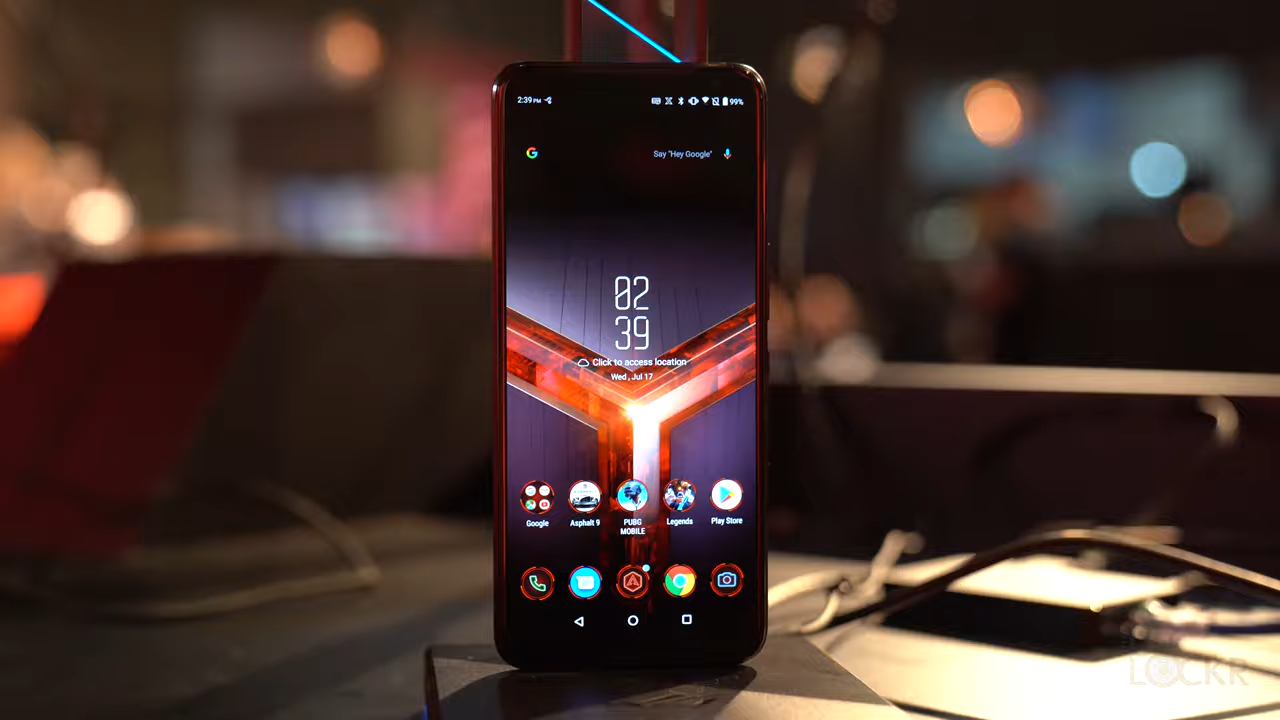 2:39 PM
99%
Say "Hey Google"
02
39
Click to access location
Wed , Jul 17
Google
Asphalt 9
PUBG
MOBILE
Legends
Play Store
LOCKR